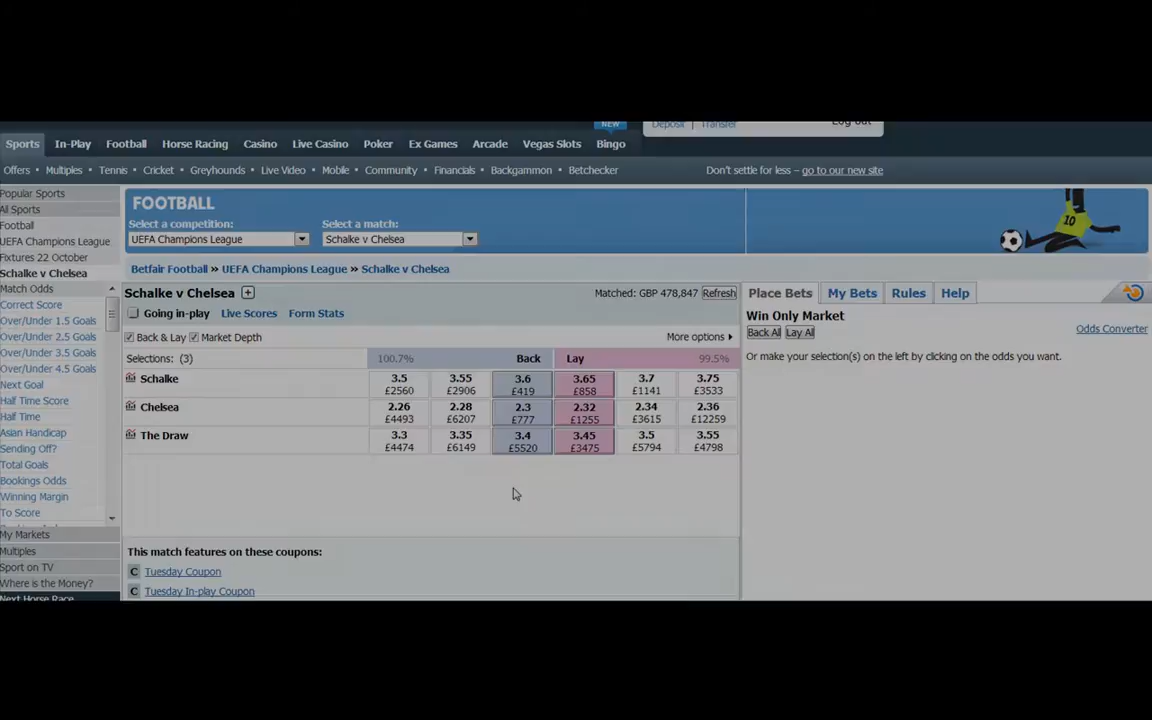 NEW
Deposit | Transfer Log out
Sports In-Play Football Horse Racing Casino Live Casino Poker Ex Games Arcade Vegas Slots Bingo
Offers • Multiples • Tennis • Cricket • Greyhounds • Live Video • Mobile • Community • Financials • Backgammon • Betchecker Don't settle for less – go to our new site
Popular Sports
All Sports
Football
UEFA Champions League
Fixtures 22 October
Schalke v Chelsea
Match Odds
Correct Score
Over/Under 1.5 Goals
Over/Under 2.5 Goals
Over/Under 3.5 Goals
Over/Under 4.5 Goals
Next Goal
Half Time Score
Half Time
Asian Handicap
Sending Off?
Total Goals
Bookings Odds
Winning Margin
To Score
My Markets
Multiples
Sport on TV
Where is the Money?
Next Horse Race
FOOTBALL
Select a competition: Select a match:
UEFA Champions League Schalke v Chelsea
10
Betfair Football » UEFA Champions League » Schalke v Chelsea
Schalke v Chelsea + Matched: GBP 478,847 Refresh
Going in-play Live Scores Form Stats
Back & Lay Market Depth More options
Selections: (3) 100.7% Back Lay 99.5%
Schalke 3.5 3.55 3.6 3.65 3.7 3.75
£2560 £2906 £419 £858 £1141 £3533
Chelsea 2.26 2.28 2.3 2.32 2.34 2.36
£4493 £6207 £777 £1255 £3615 £12259
The Draw 3.3 3.35 3.4 3.45 3.5 3.55
£4474 £6149 £5520 £3475 £5794 £4798
This match features on these coupons:
C Tuesday Coupon
C Tuesday In-play Coupon
Place Bets My Bets Rules Help
Win Only Market
Back All Lay All Odds Converter
Or make your selection(s) on the left by clicking on the odds you want.